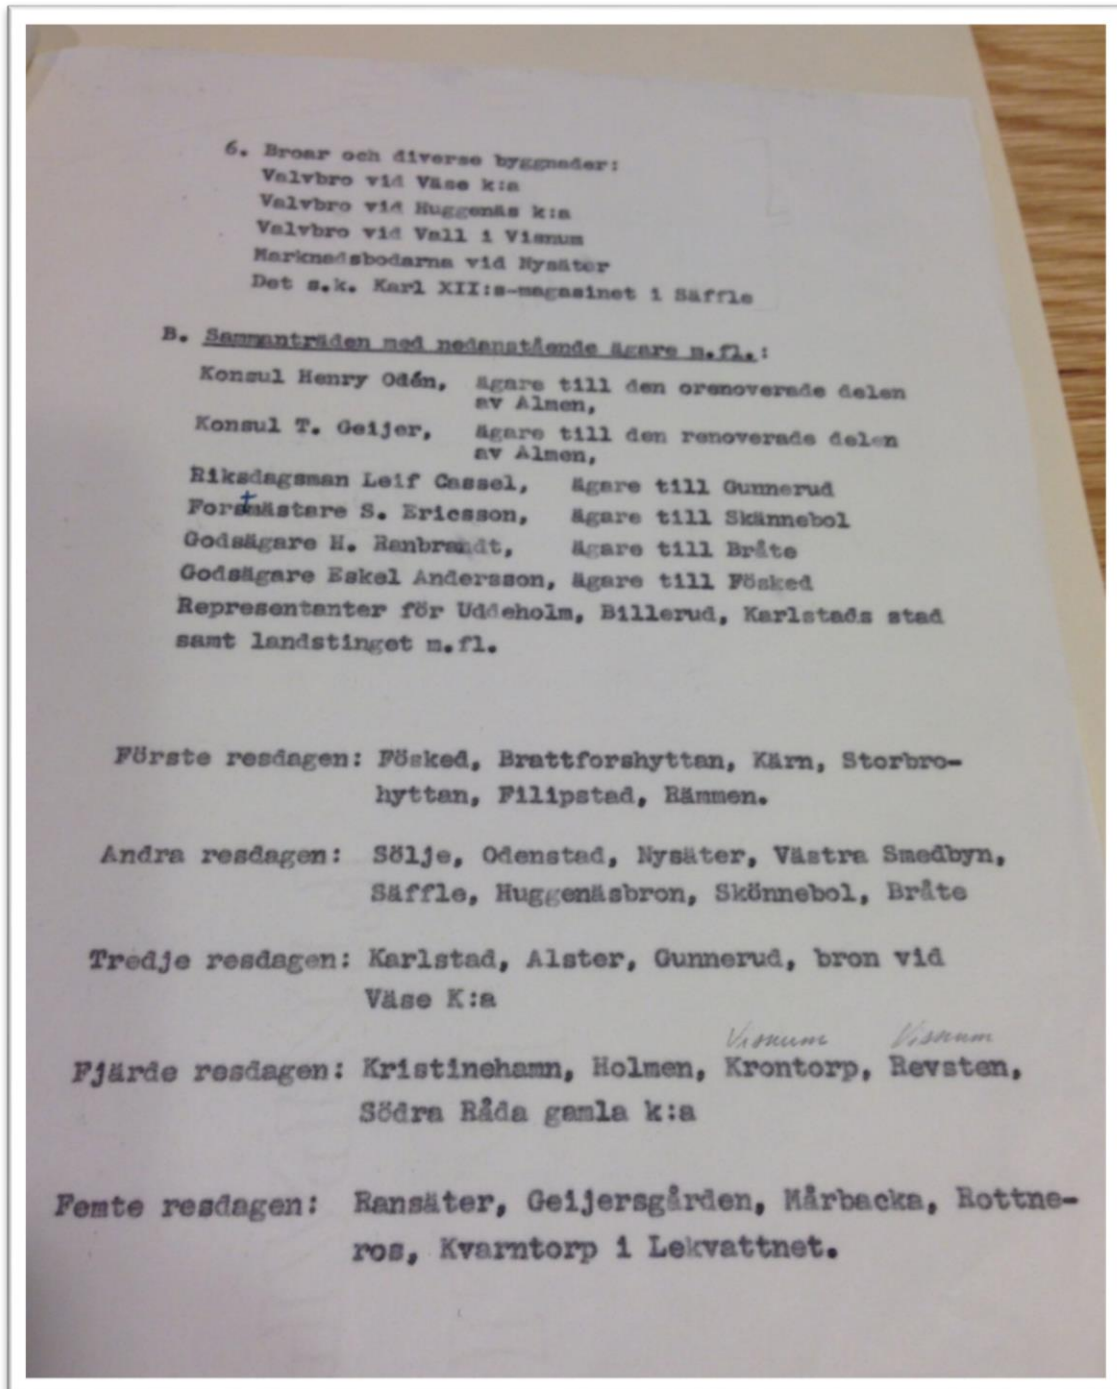 6. Broar och diverse byggnader:
Valvbro vid Väse k:a
Valvbro vid Huggenäs k:a
Valvbro vid Vall i Visnum
Marknadsbodarna vid Nysäter
Det s.k. Karl XII:s-magasinet i Säffle
B. Sammanträden med nedanstående ägare m.fl.:
Konsul Henry Odén, ägare till den orenoverade delen
av Almen,
Konsul T. Geijer, ägare till den renoverade delen
av Almen,
Riksdagsman Leif Cassel, ägare till Gunnerud
t
Forsmästare S. Ericsson, ägare till Skännebol
Godsägare H. Ranbrandt, ägare till Bråte
Godsägare Eskel Andersson, ägare till Fösked
Representanter för Uddeholm, Billerud, Karlstads stad
samt landstinget m.fl.
Förste resdagen: Fösked, Brattforshyttan, Kärn, Storbro-
hyttan, Filipstad, Rämmen.
Andra resdagen: Sölje, Odenstad, Nysäter, Västra Smedbyn,
Säffle, Huggenäsbron, Skönnebol, Bråte
Tredje resdagen: Karlstad, Alster, Gunnerud, bron vid
Väse K:a
Visnum Visnum
Fjärde resdagen: Kristinehamn, Holmen, Krontorp, Revsten,
Södra Råda gamla k:a
Femte resdagen: Ransäter, Geijersgården, Mårbacka, Rottne-
ros, Kvarntorp i Lekvattnet.